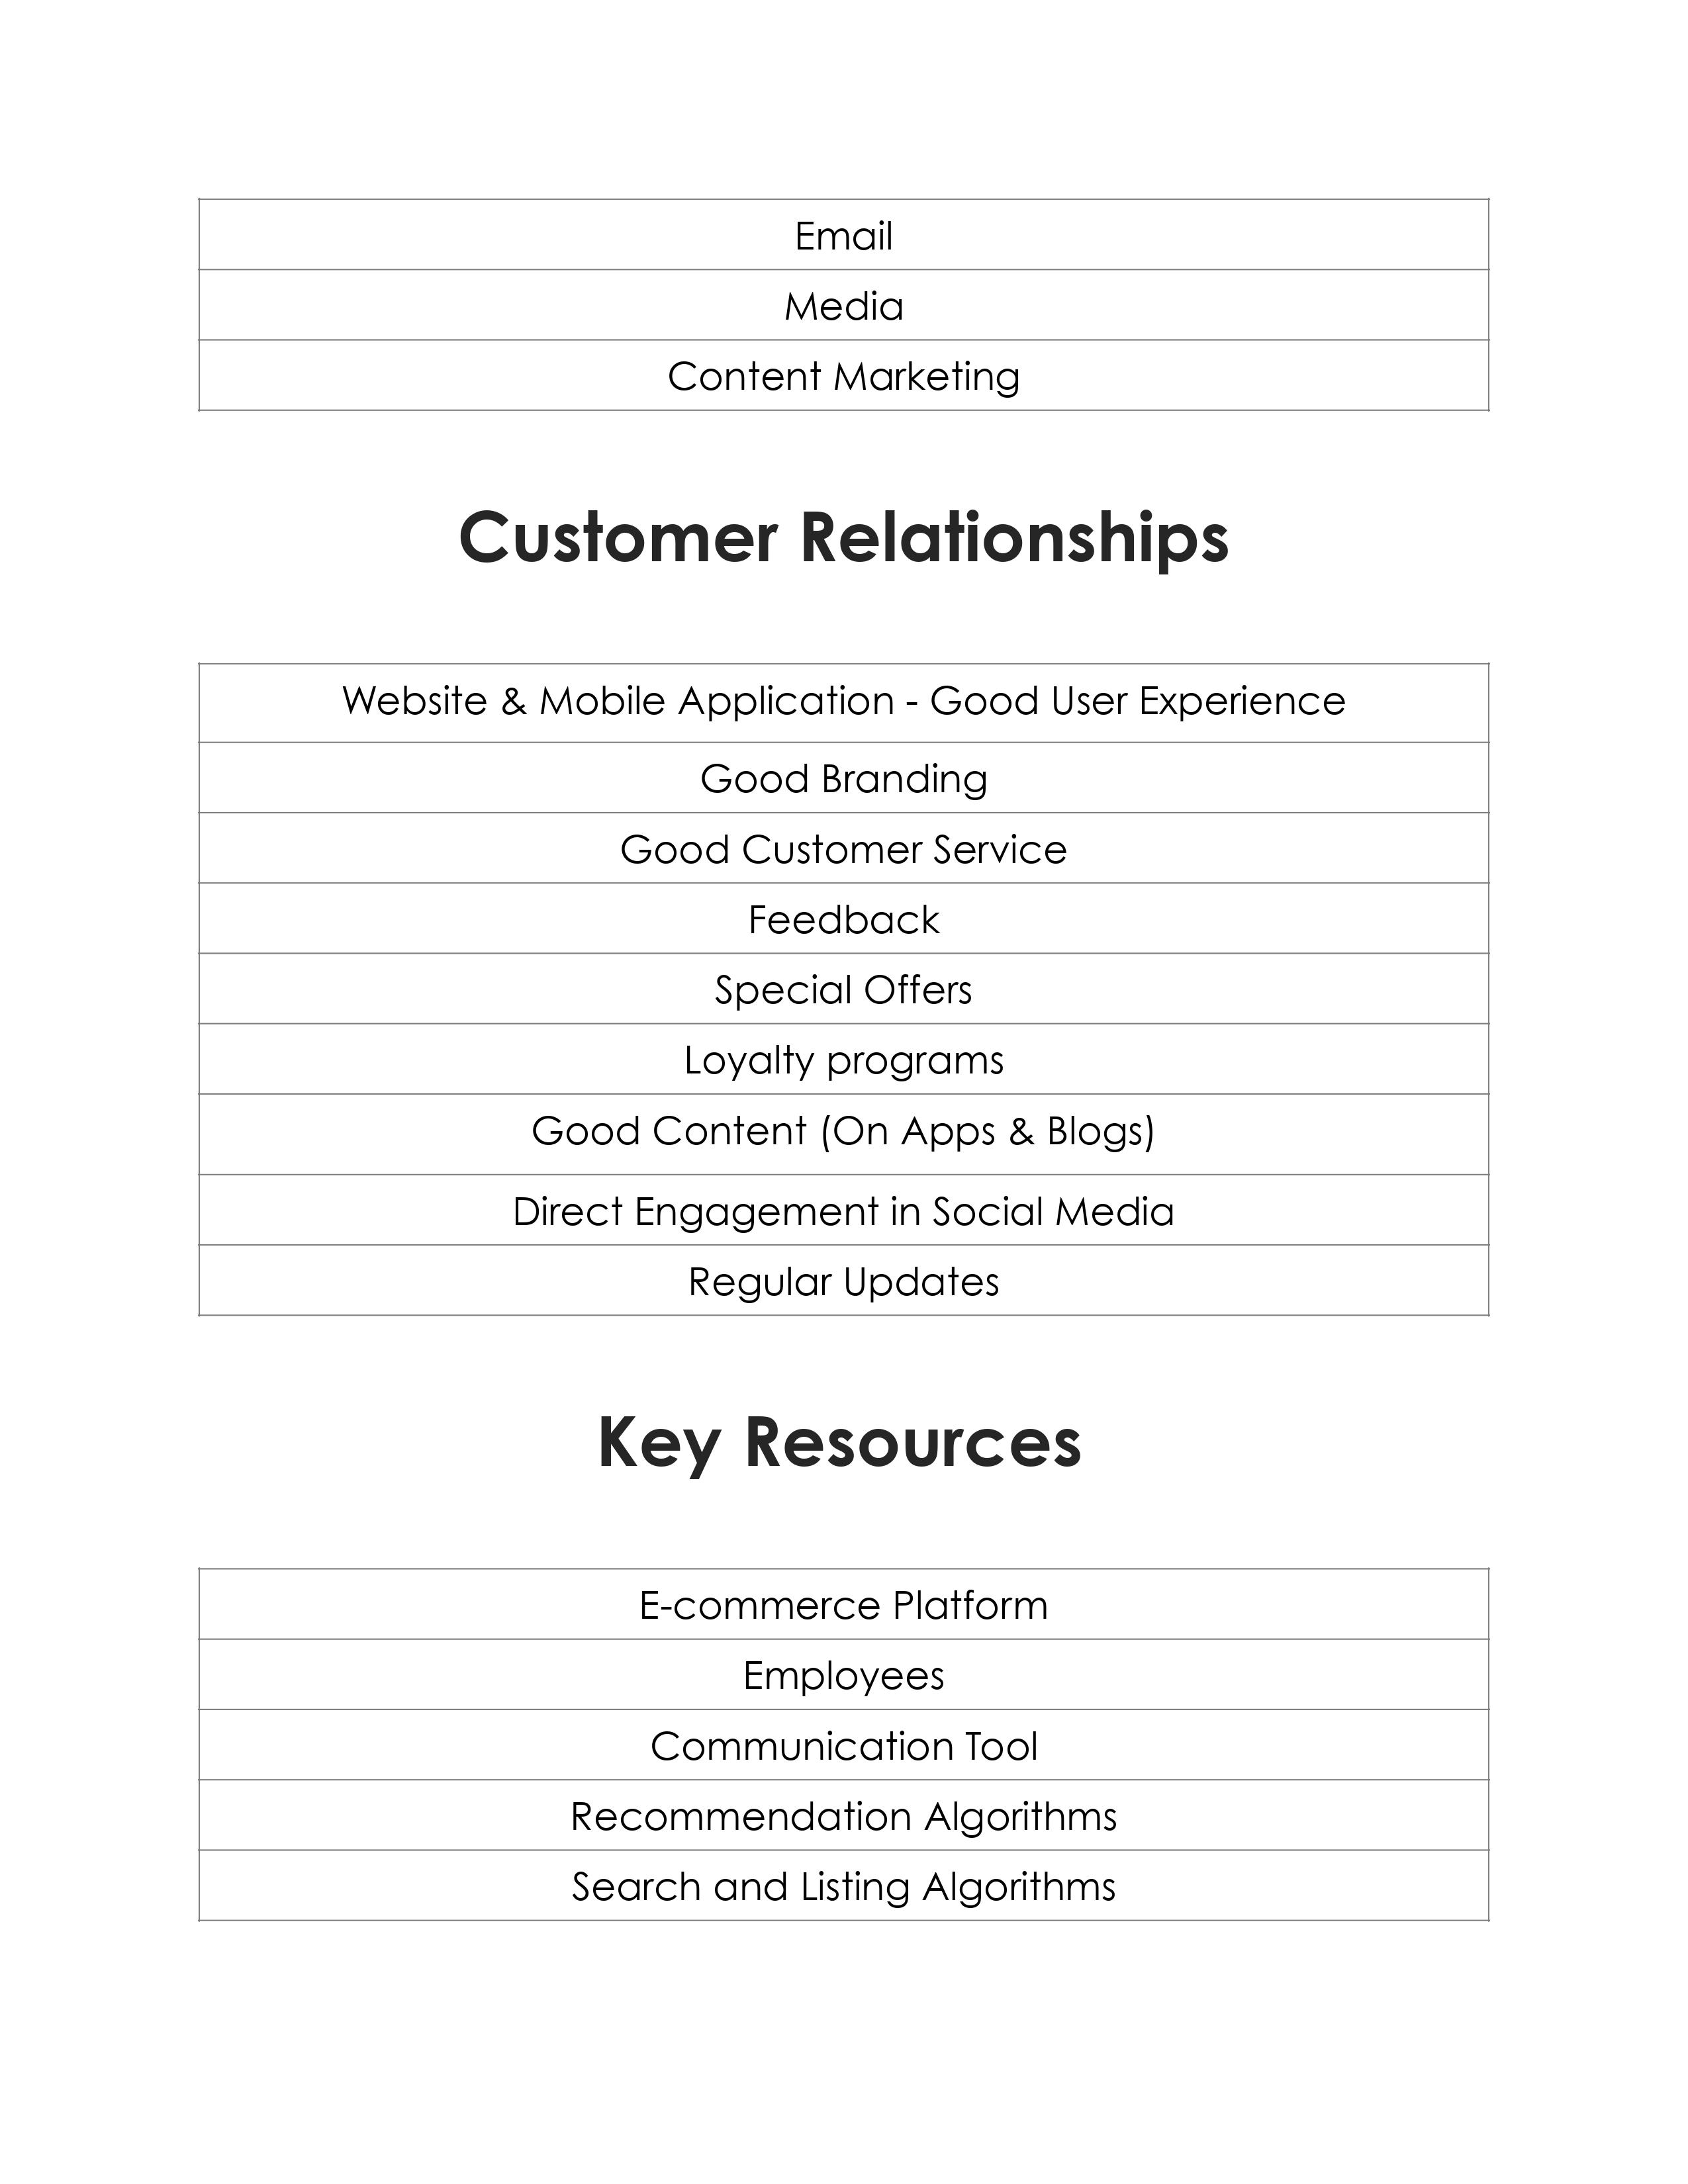 Email
Media
Content Marketing
Customer Relationships
Website & Mobile Application - Good User Experience
Good Branding
Good Customer Service
Feedback
Special Offers
Loyalty programs
Good Content (On Apps & Blogs)
Direct Engagement in Social Media
Regular Updates
Key Resources
E-commerce Platform
Employees
Communication Tool
Recommendation Algorithms
Search and Listing Algorithms